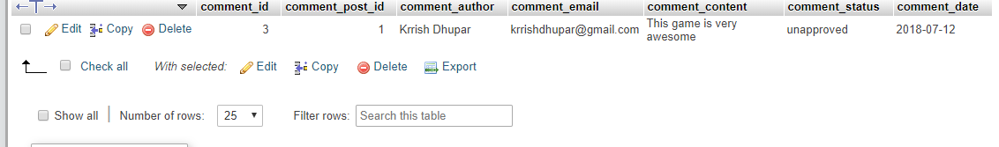 comment_id comment_post_id comment_author comment_email comment_content comment_status comment_date
Edit Copy Delete 3 1 Krrish Dhupar krrishdhupar@gmail.com This game is very unapproved 2018-07-12
awesome
Check all With selected: Edit Copy Delete Export
Show all Number of rows: 25 Filter rows: Search this table